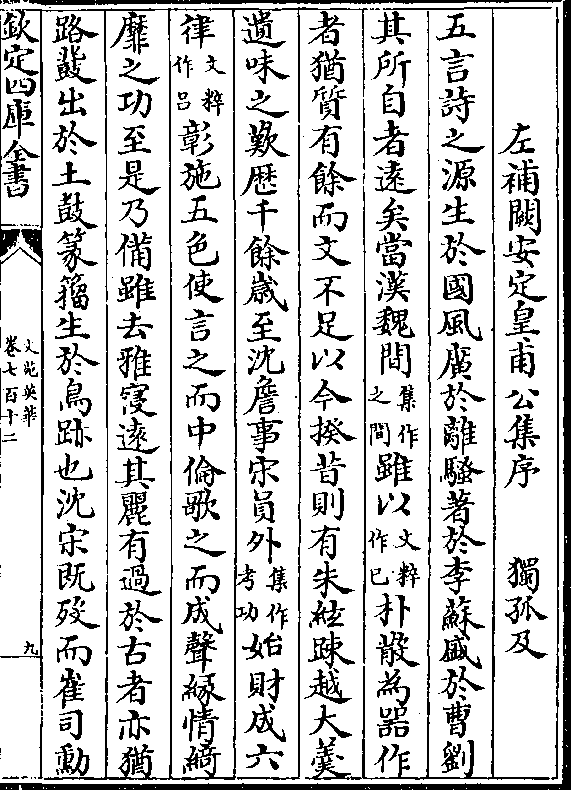 左補闕安定皇甫公集序 獨孤及
五言詩之源生於國風廣於離騷著於李蘇盛於曹劉
其所自者遠矣當漢魏間集作之間雖以文粹作已朴散為器作
者猶質有餘而文不足以今揆昔則有朱絃踈越大羮
遺味之歎歴千餘嵗至沈詹事宋員外集作考功始財成六
律文粹作吕彰施五色使言之而中倫歌之而成聲緣情綺
靡之功至是乃備雖去雅寖逺其麗有過於古者亦猶
路鼗出於土鼓篆籀生於鳥跡也沈宋既歿而崔司勳
欽定四庫全書
文苑英華
卷七百十二
九